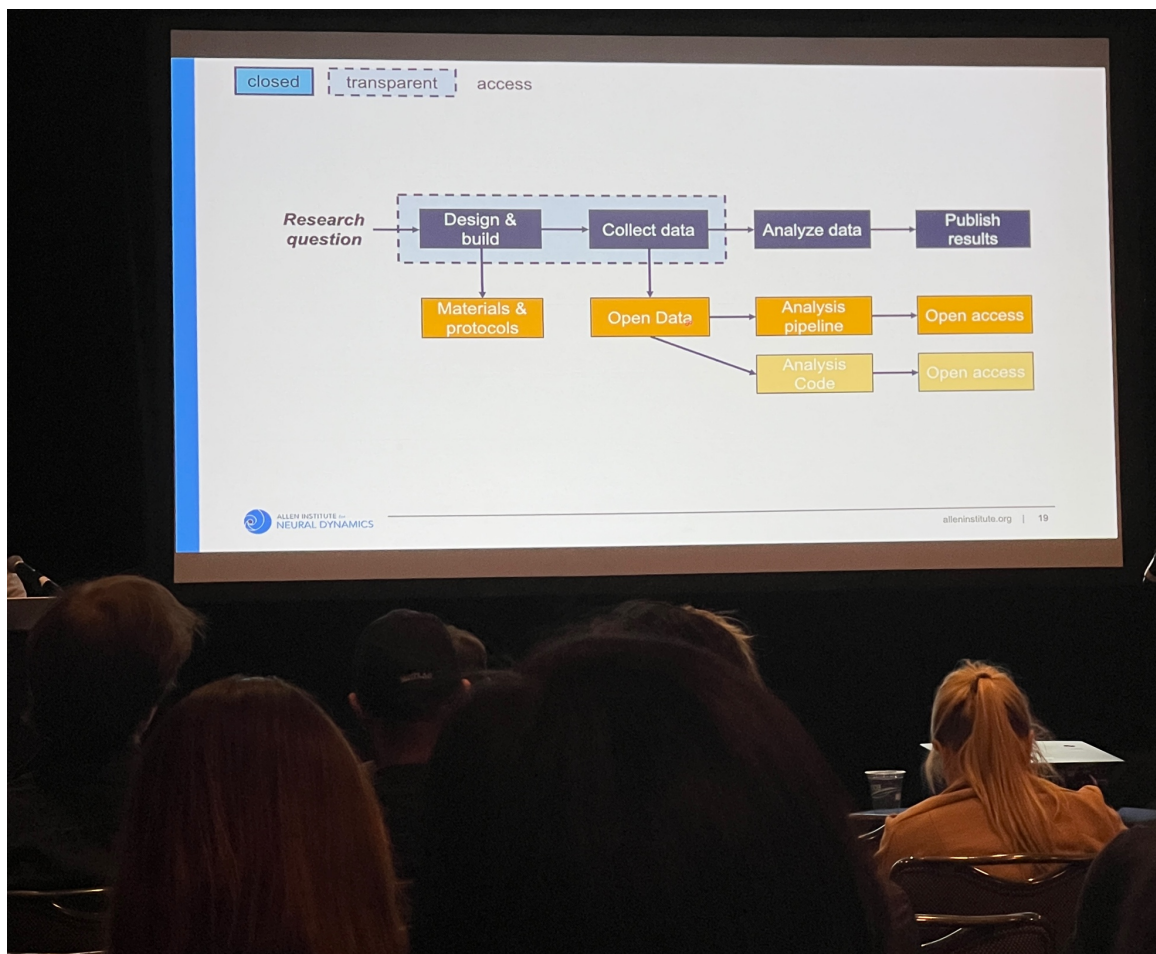 closed transparent access
Research
question
Design &
build
Collect data
Analyze data
Publish
results
Materials &
protocols
Open Data
Analysis
pipeline
Open access
Analysis
Code
Open access
ALLEN INSTITUTE for
NEURAL DYNAMICS
alleninstitute.org | 19